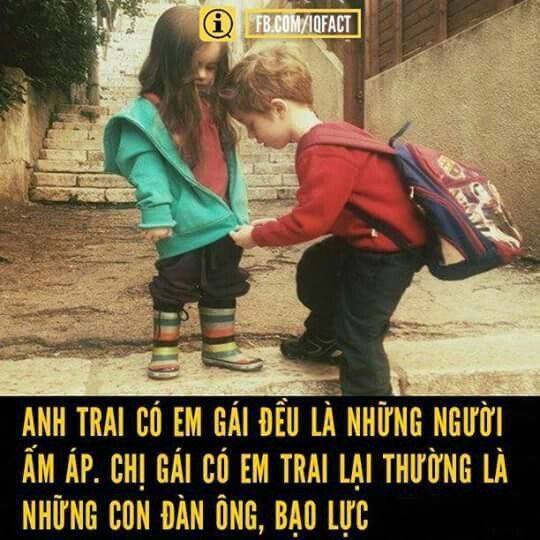 i FB.COM/IQFACT
ANH TRAI CÓ EM GÁI ĐỀU LÀ NHỮNG NGƯỜI
ẤM ÁP. CHỊ GÁI CÓ EM TRAI LẠI THƯỜNG LÀ
NHỮNG CON ĐÀN ÔNG, BẠO LỰC